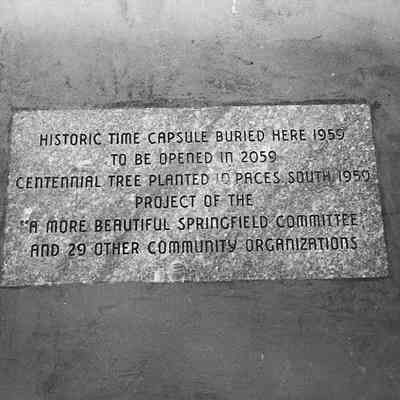 HISTORIC TIME CAPSULE BURIED HERE 1959
TO BE OPENED IN 2059
CENTENNIAL TREE PLANTED 10 PACES SOUTH 1959
PROJECT OF THE
"A MORE BEAUTIFUL SPRINGFIELD COMMITTEE
AND 29 OTHER COMMUNITY ORGANIZATIONS